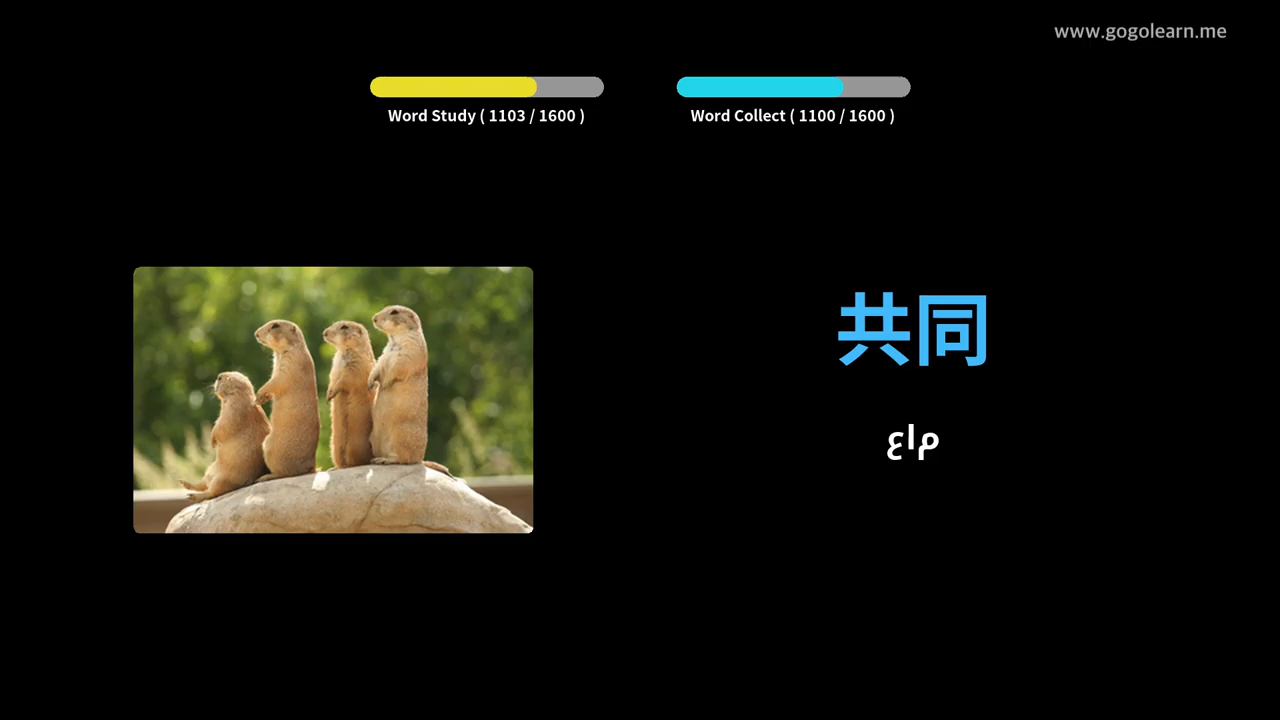 www.gogolearn.me
Word Study ( 1103 / 1600 )
Word Collect ( 1100 / 1600 )
共同
عام